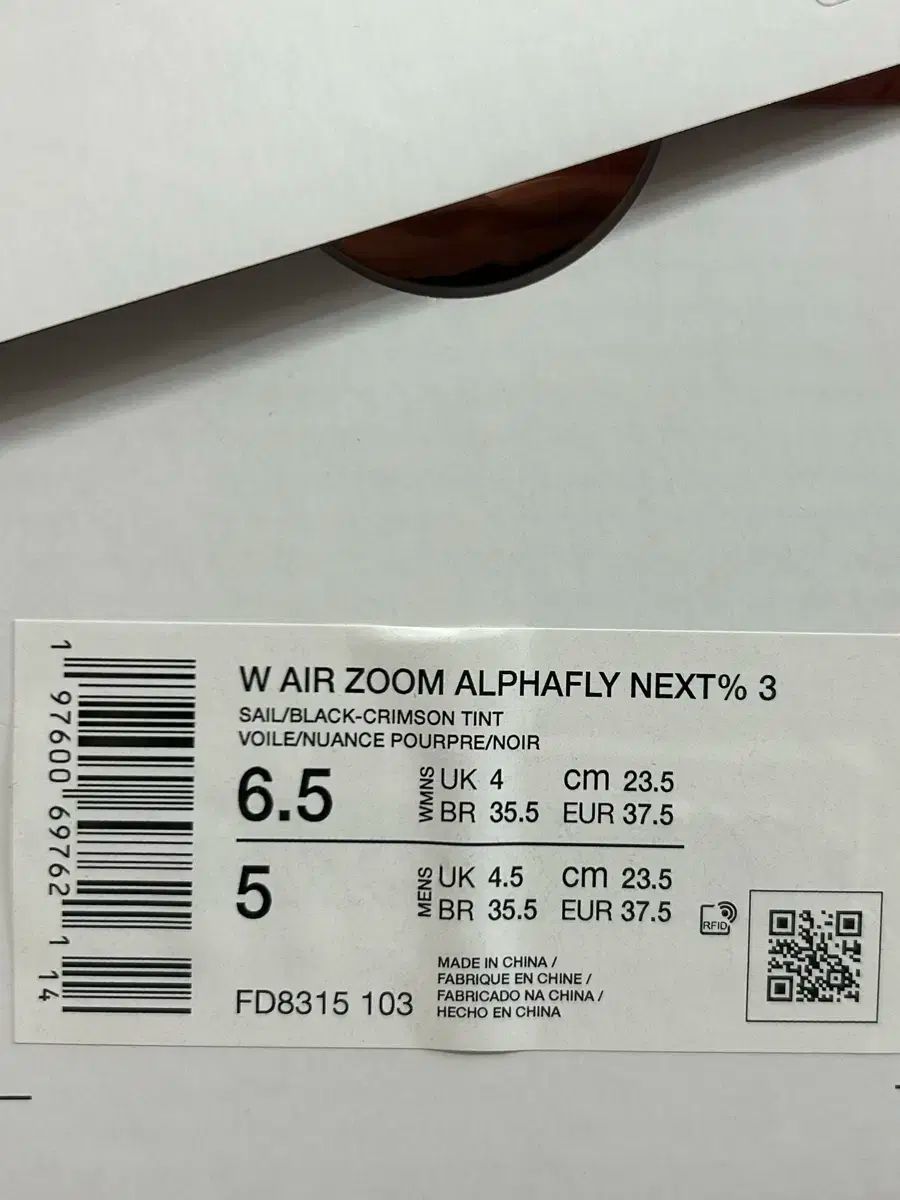 1 97600 69762 1 14
W AIR ZOOM ALPHAFLY NEXT% 3
SAIL/BLACK-CRIMSON TINT
VOILE/NUANCE POURPRE/NOIR
6.5 WMNS UK 4 cm 23.5
BR 35.5 EUR 37.5
5 MENS UK 4.5 cm 23.5
BR 35.5 EUR 37.5
RFID
MADE IN CHINA /
FABRIQUE EN CHINE /
FABRICADO NA CHINA /
HECHO EN CHINA
FD8315 103